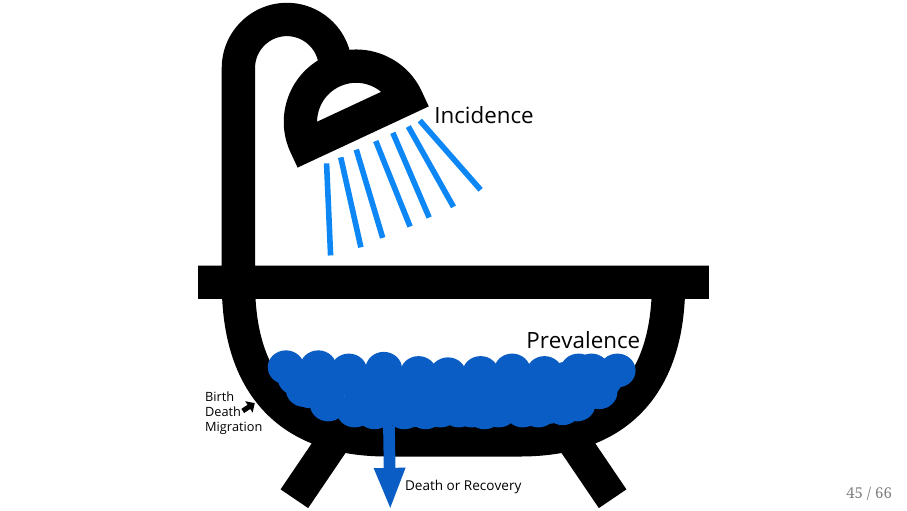 Incidence
Prevalence
Birth
Death
Migration
Death or Recovery
45 / 66